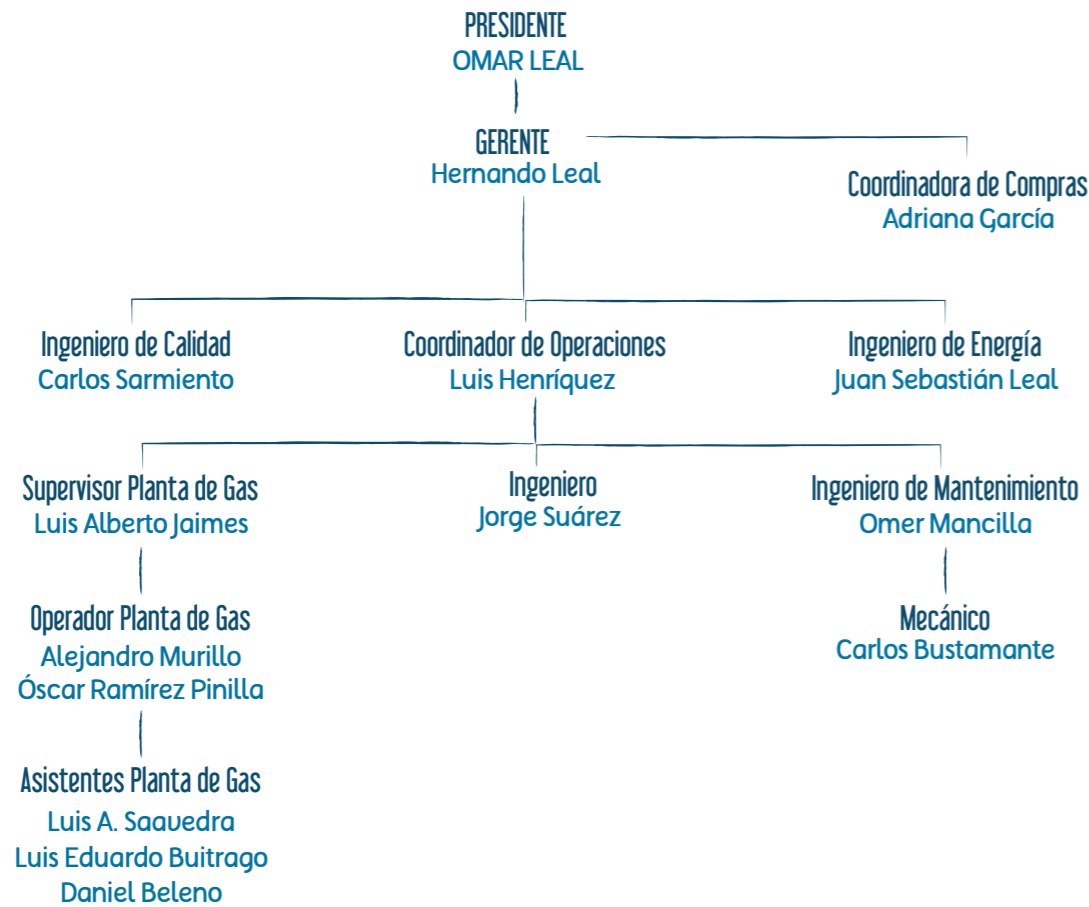 PRESIDENTE
OMAR LEAL
GERENTE
Hernando Leal
Coordinadora de Compras
Adriana García
Ingeniero de Calidad
Carlos Sarmiento
Coordinador de Operaciones
Luis Henríquez
Ingeniero de Energía
Juan Sebastián Leal
Supervisor Planta de Gas
Luis Alberto Jaimes
Ingeniero
Jorge Suárez
Ingeniero de Mantenimiento
Omer Mancilla
Operador Planta de Gas
Alejandro Murillo
Óscar Ramírez Pinilla
Mecánico
Carlos Bustamante
Asistentes Planta de Gas
Luis A. Saavedra
Luis Eduardo Buitrago
Daniel Beleno